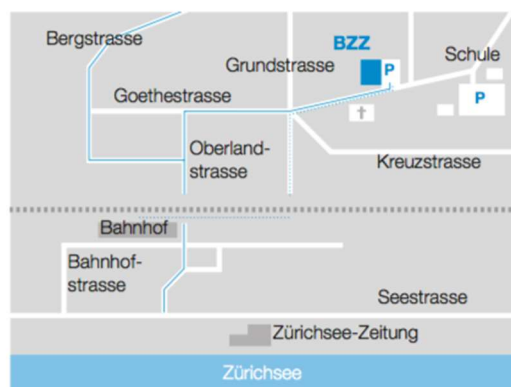 Bergstrasse
BZZ
Grundstrasse
P
Schule
Goethestrasse
P
Oberland-
strasse
Kreuzstrasse
Bahnhof
Bahnhof-
strasse
Seestrasse
Zürichsee-Zeitung
Zürichsee